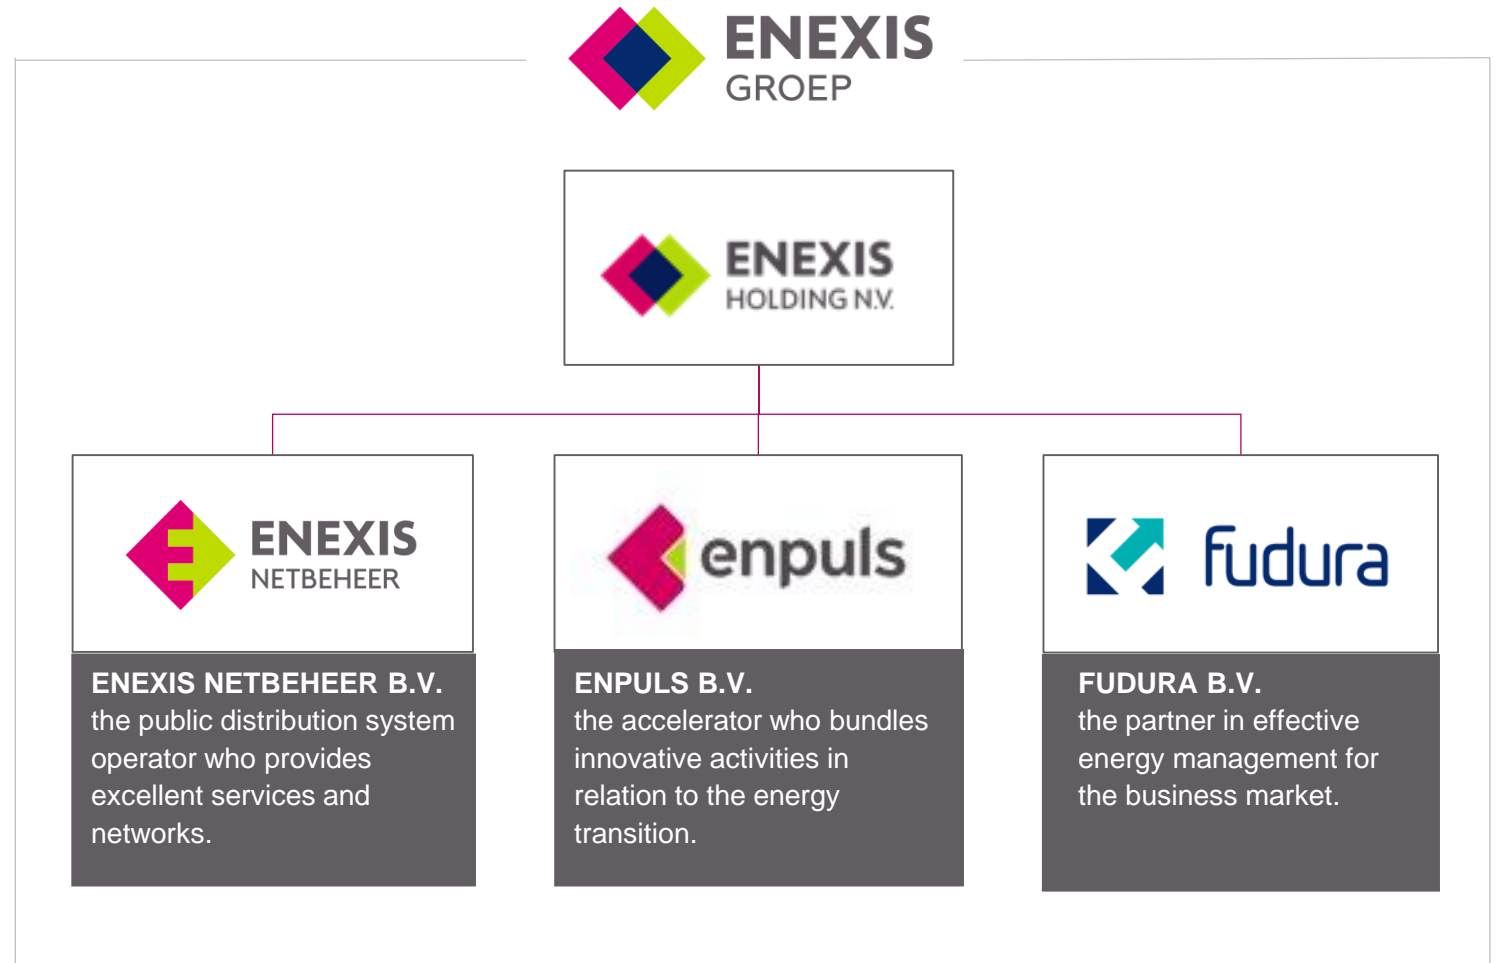 ENEXIS
GROEP
ENEXIS
HOLDING N.V.
ENEXIS
NETBEHEER
enpuls
fudura
ENEXIS NETBEHEER B.V.
the public distribution system
operator who provides
excellent services and
networks.
ENPULS B.V.
the accelerator who bundles
innovative activities in
relation to the energy
transition.
FUDURA B.V.
the partner in effective
energy management for
the business market.